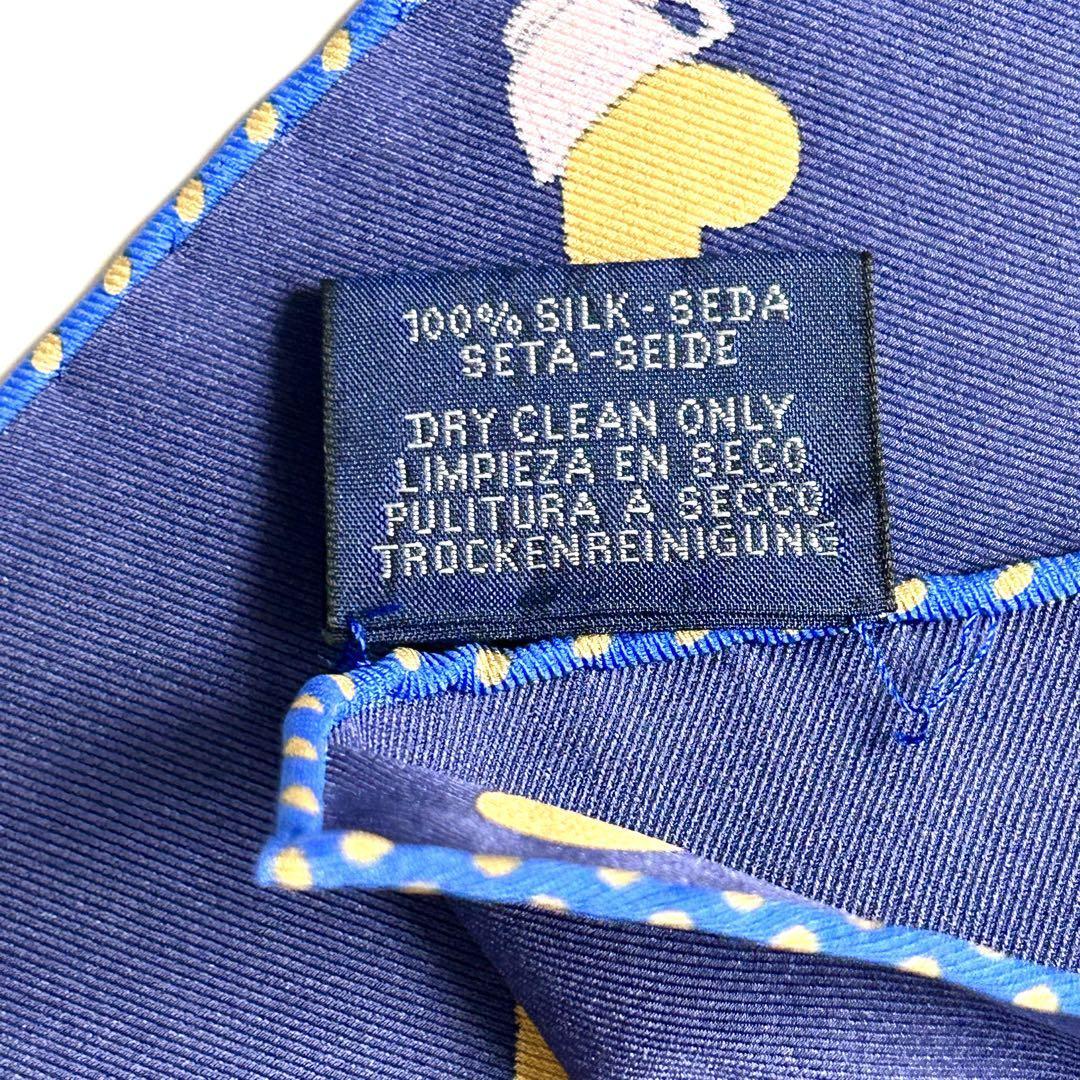 100% SILK - SEDA
SETA - SEIDE
DRY CLEAN ONLY
LIMPIEZA EN SECO
PULITURA A SECCO
TROCKENREINIGUNG